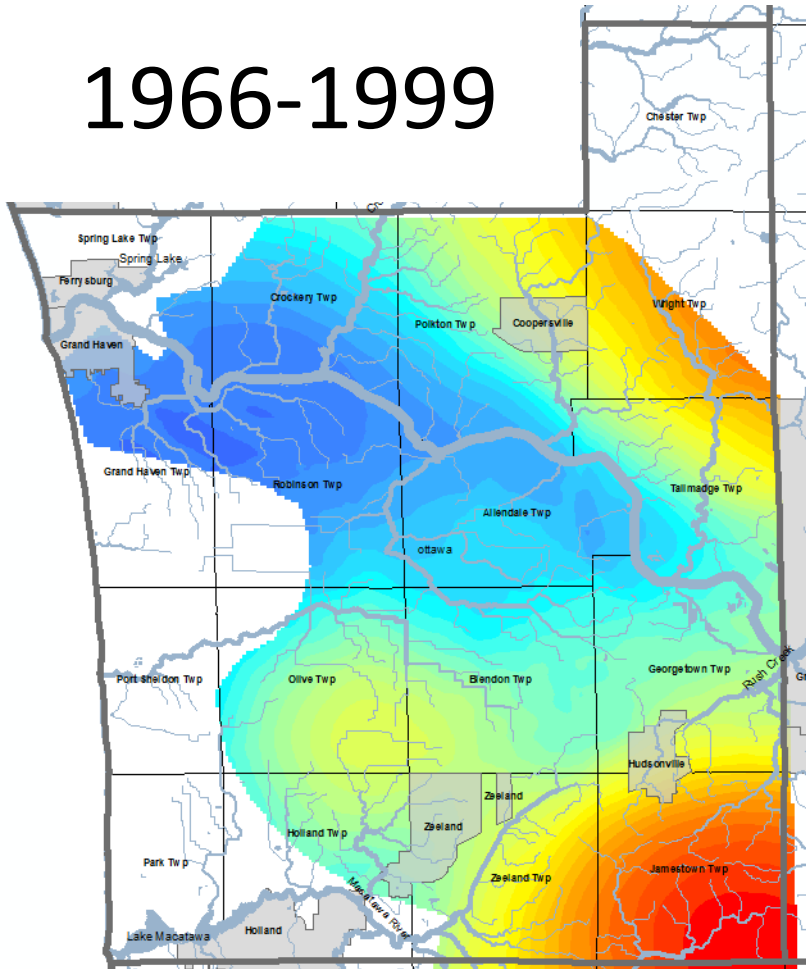 1966-1999
Chester Twp
Spring Lake Twp
Spring Lake
Ferrysburg
Crockery Twp
Wright Twp
Polkton Twp
Coopersville
Grand Haven
Grand Haven Twp
Robinson Twp
Tallmadge Twp
Allendale Twp
ottawa
Port Sheldon Twp
Olive Twp
Blendon Twp
Georgetown Twp
Rush Creek
Hudsonville
Zeeland
Zeeland
Holland Twp
Park Twp
Zeeland Twp
Jamestown Twp
Macatawa River
Lake Macatawa
Holland